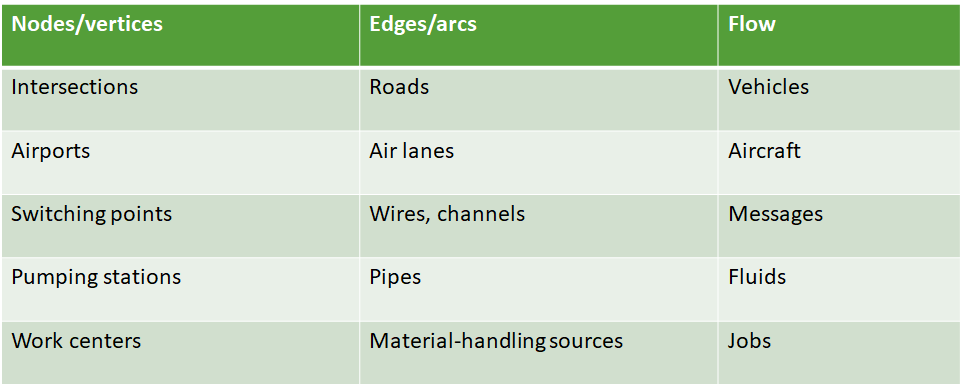 Nodes/vertices Edges/arcs Flow
Intersections Roads Vehicles
Airports Air lanes Aircraft
Switching points Wires, channels Messages
Pumping stations Pipes Fluids
Work centers Material-handling sources Jobs